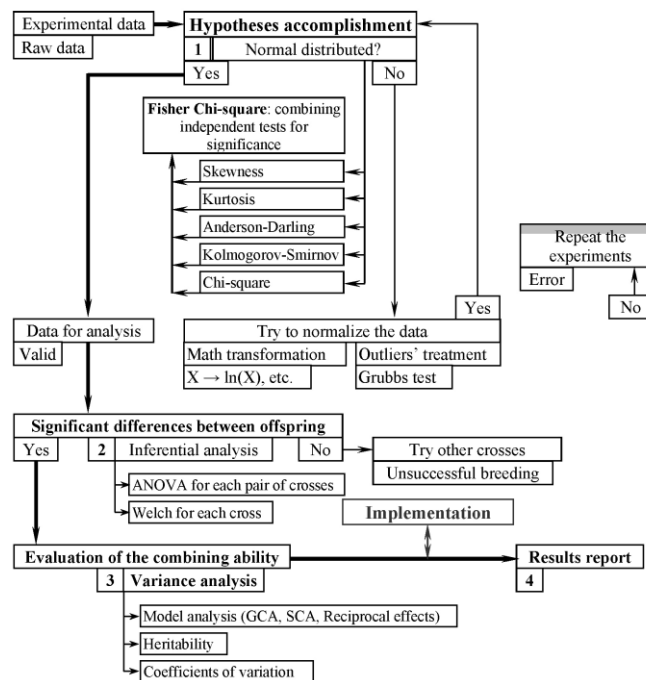 Experimental data
Raw data
Hypotheses accomplishment
1 Normal distributed?
Yes
No
Fisher Chi-square: combining
independent tests for
significance
Skewness
Kurtosis
Anderson-Darling
Kolmogorov-Smirnov
Chi-square
Repeat the
experiments
Error
No
Yes
Data for analysis
Valid
Try to normalize the data
Math transformation
X → ln(X), etc.
Outliers' treatment
Grubbs test
Significant differences between offspring
Yes
2 Inferential analysis
No
Try other crosses
Unsuccessful breeding
ANOVA for each pair of crosses
Welch for each cross
Implementation
Evaluation of the combining ability
3 Variance analysis
Results report
4
Model analysis (GCA, SCA, Reciprocal effects)
Heritability
Coefficients of variation